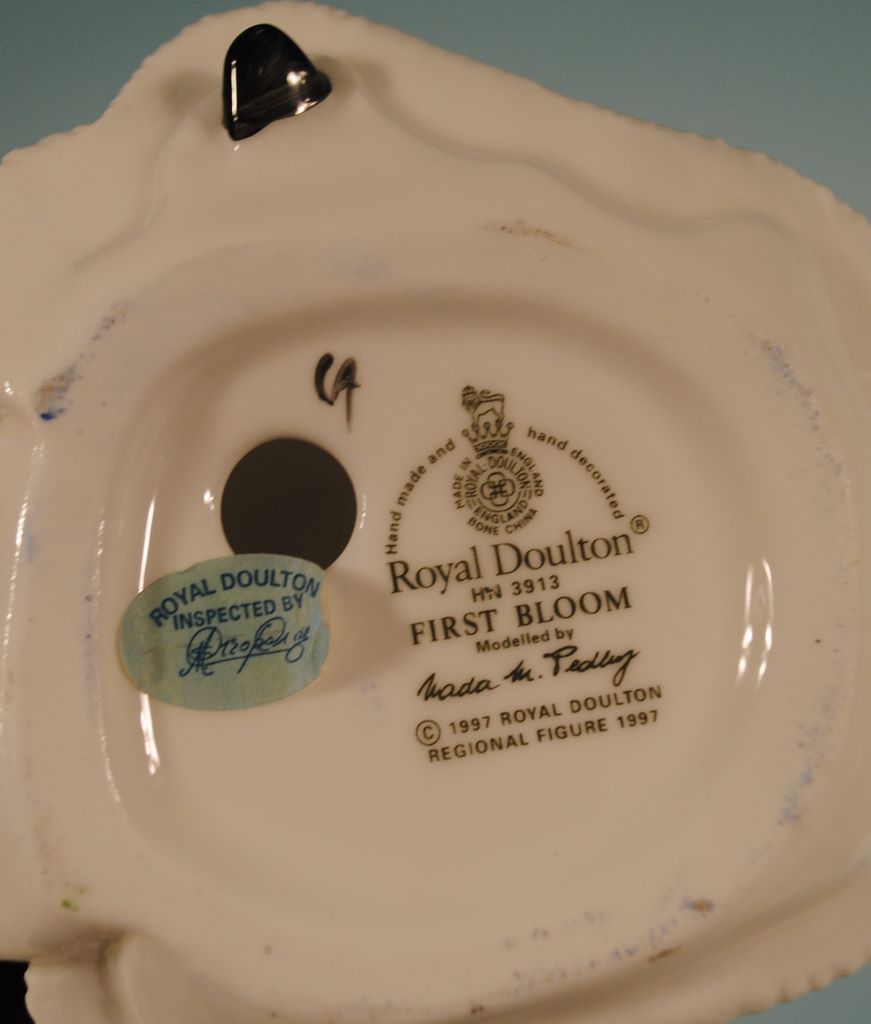 CA
Hand made and hand decorated
MADE IN ENGLAND
ROYAL DOULTON
ENGLAND
BONE CHINA
Royal Doulton®
HN 3913
FIRST BLOOM
Modelled by
Nada M. Pedley
© 1997 ROYAL DOULTON
REGIONAL FIGURE 1997
ROYAL DOULTON
INSPECTED BY